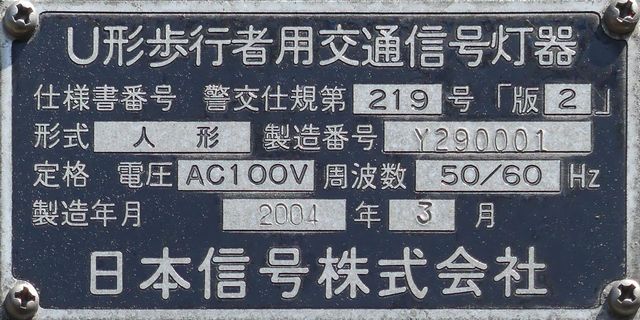 U形歩行者用交通信号灯器
仕様書番号 警交仕規第 219 号「版 2 」
形式 人形 製造番号 Y290001
定格 電圧 AC100V 周波数 50/60 Hz
製造年月 2004 年 3 月
日本信号株式会社